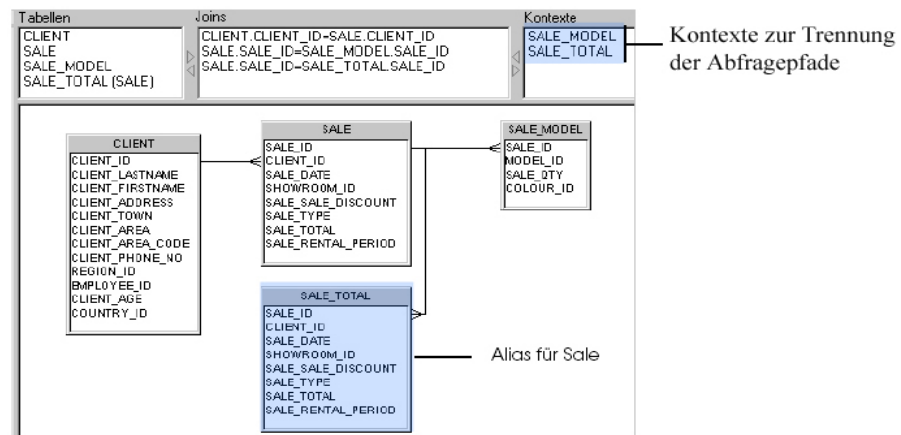 Tabellen
CLIENT
SALE
SALE_MODEL
SALE_TOTAL (SALE)
Joins
CLIENT.CLIENT_ID=SALE.CLIENT_ID
SALE.SALE_ID=SALE_MODEL.SALE_ID
SALE.SALE_ID=SALE_TOTAL.SALE_ID
Kontexte
SALE_MODEL
SALE_TOTAL
Kontexte zur Trennung
der Abfragepfade
CLIENT
CLIENT_ID
CLIENT_LASTNAME
CLIENT_FIRSTNAME
CLIENT_ADDRESS
CLIENT_TOWN
CLIENT_AREA
CLIENT_AREA_CODE
CLIENT_PHONE_NO
REGION_ID
EMPLOYEE_ID
CLIENT_AGE
COUNTRY_ID
SALE
SALE_ID
CLIENT_ID
SALE_DATE
SHOWROOM_ID
SALE_SALE_DISCOUNT
SALE_TYPE
SALE_TOTAL
SALE_RENTAL_PERIOD
SALE_MODEL
SALE_ID
MODEL_ID
SALE_QTY
COLOUR_ID
SALE_TOTAL
SALE_ID
CLIENT_ID
SALE_DATE
SHOWROOM_ID
SALE_SALE_DISCOUNT
SALE_TYPE
SALE_TOTAL
SALE_RENTAL_PERIOD
Alias für Sale